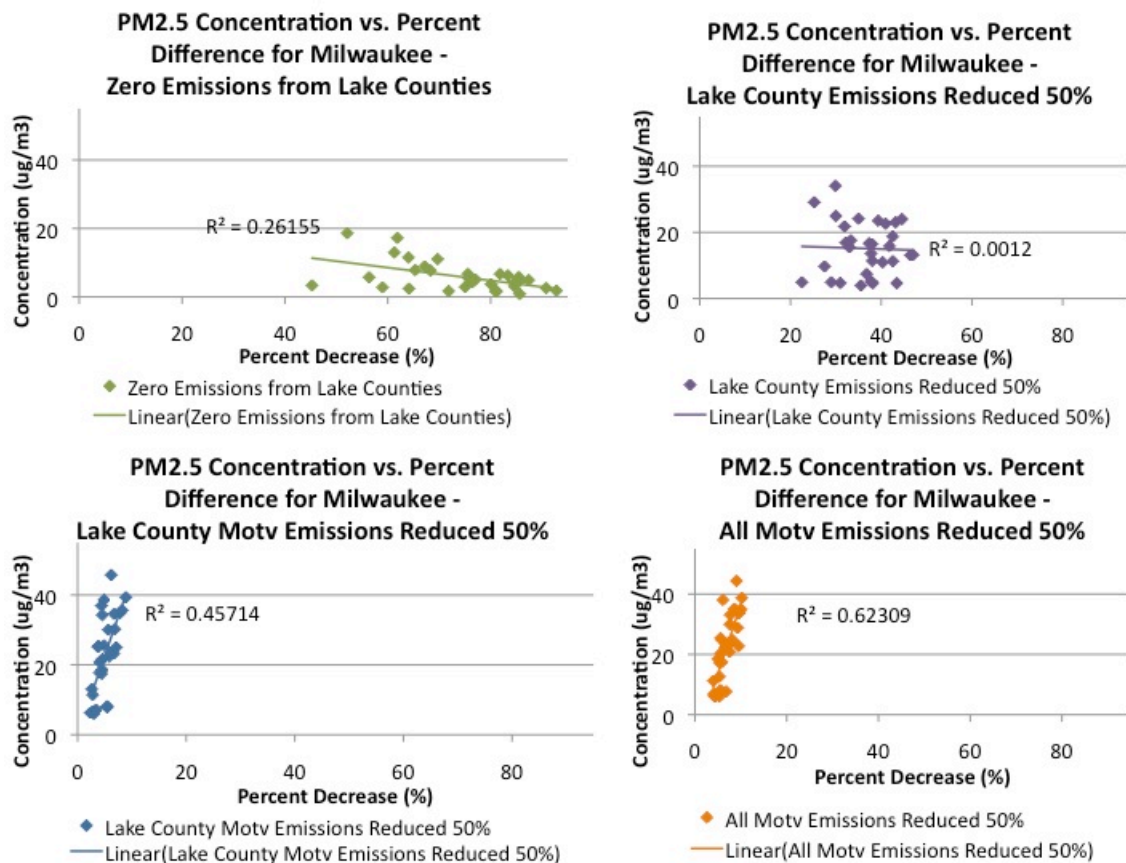 PM2.5 Concentration vs. Percent
Difference for Milwaukee -
Zero Emissions from Lake Counties
Concentration (ug/m3)
40
20
0
R² = 0.26155
0 20 40 60 80
Percent Decrease (%)
Zero Emissions from Lake Counties
Linear(Zero Emissions from Lake Counties)
PM2.5 Concentration vs. Percent
Difference for Milwaukee -
Lake County Emissions Reduced 50%
Concentration (ug/m3)
40
20
0
R² = 0.0012
0 20 40 60 80
Percent Decrease (%)
Lake County Emissions Reduced 50%
Linear(Lake County Emissions Reduced 50%)
PM2.5 Concentration vs. Percent
Difference for Milwaukee -
Lake County Motv Emissions Reduced 50%
Concentration (ug/m3)
40
20
0
R² = 0.45714
0 20 40 60 80
Percent Decrease (%)
Lake County Motv Emissions Reduced 50%
Linear(Lake County Motv Emissions Reduced 50%)
PM2.5 Concentration vs. Percent
Difference for Milwaukee -
All Motv Emissions Reduced 50%
Concentration (ug/m3)
40
20
0
R² = 0.62309
0 20 40 60 80
Percent Decrease (%)
All Motv Emissions Reduced 50%
Linear(All Motv Emissions Reduced 50%)